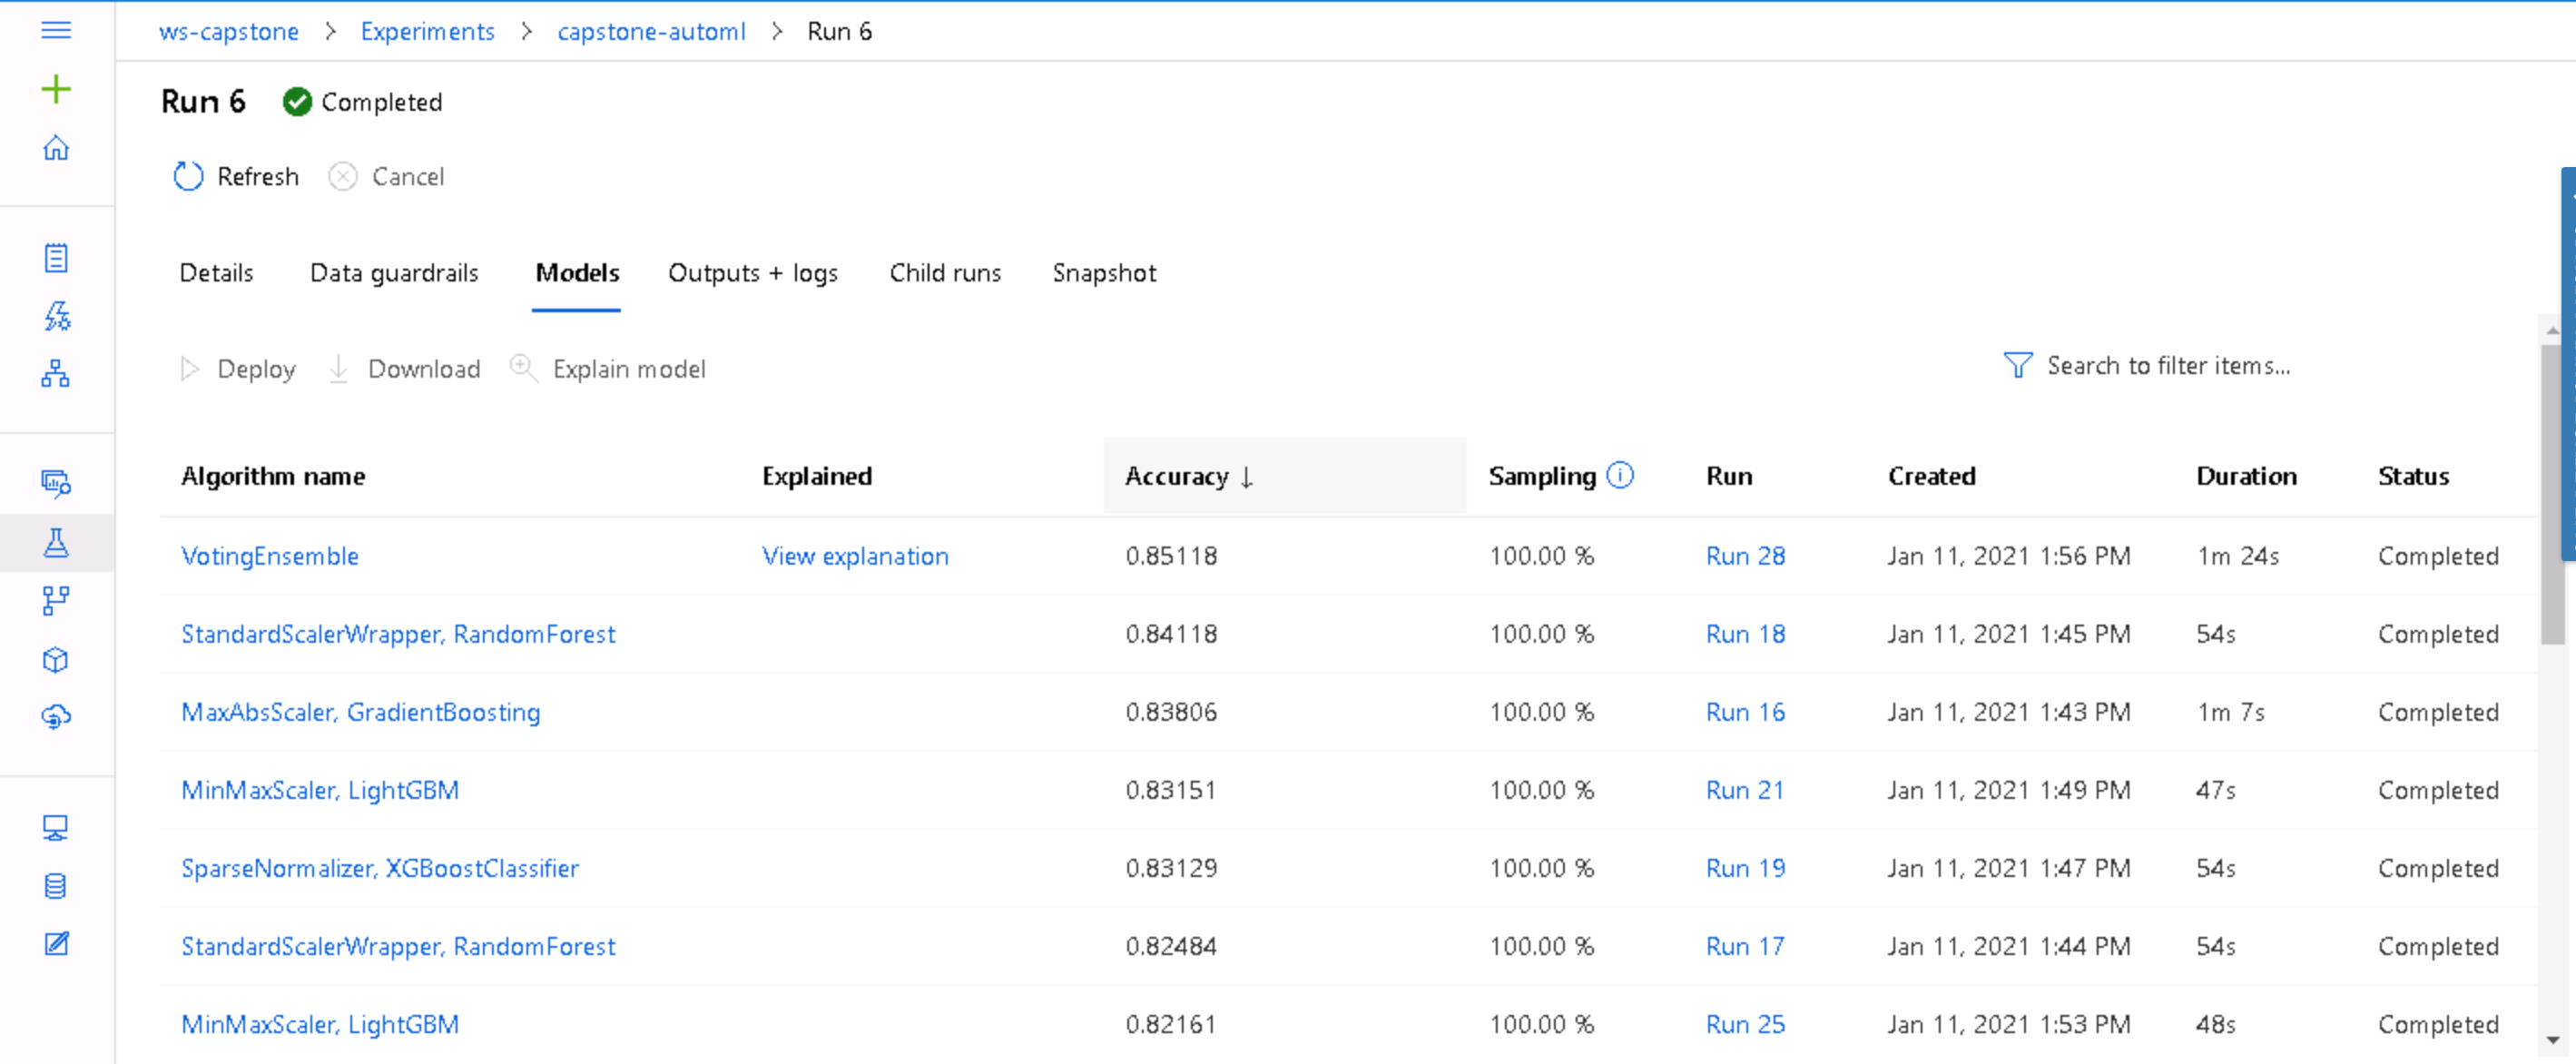 ws-capstone > Experiments > capstone-automl > Run 6
Run 6 Completed
Refresh Cancel
Details Data guardrails Models Outputs + logs Child runs Snapshot
Deploy Download Explain model Search to filter items...
Algorithm name Explained Accuracy ↓ Sampling Run Created Duration Status
VotingEnsemble View explanation 0.85118 100.00 % Run 28 Jan 11, 2021 1:56 PM 1m 24s Completed
StandardScalerWrapper, RandomForest 0.84118 100.00 % Run 18 Jan 11, 2021 1:45 PM 54s Completed
MaxAbsScaler, GradientBoosting 0.83806 100.00 % Run 16 Jan 11, 2021 1:43 PM 1m 7s Completed
MinMaxScaler, LightGBM 0.83151 100.00 % Run 21 Jan 11, 2021 1:49 PM 47s Completed
SparseNormalizer, XGBoostClassifier 0.83129 100.00 % Run 19 Jan 11, 2021 1:47 PM 54s Completed
StandardScalerWrapper, RandomForest 0.82484 100.00 % Run 17 Jan 11, 2021 1:44 PM 54s Completed
MinMaxScaler, LightGBM 0.82161 100.00 % Run 25 Jan 11, 2021 1:53 PM 48s Completed